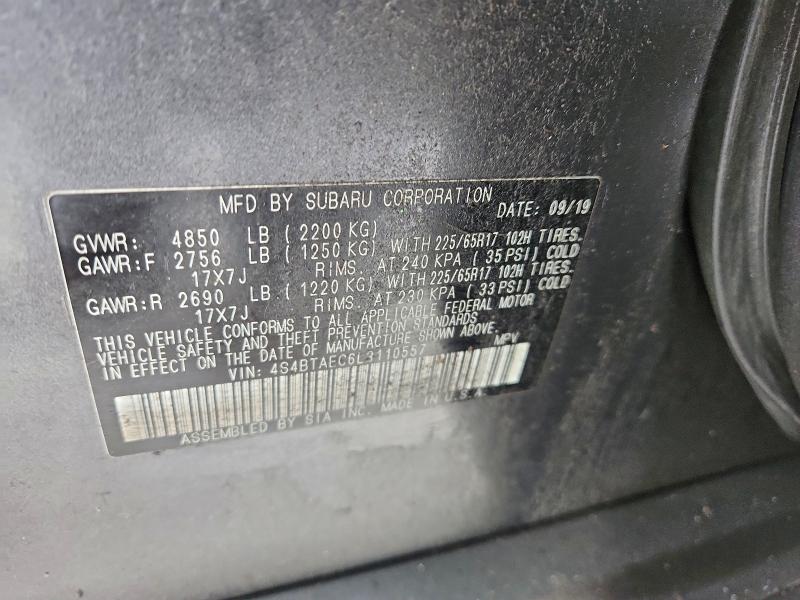 MFD BY SUBARU CORPORATION DATE: 09/19
GVWR: 4850 LB ( 2200 KG)
GAWR:F 2756 LB ( 1250 KG) WITH 225/65R17 102H TIRES.
17X7J RIMS. AT 240 KPA ( 35 PSI) COLD
GAWR:R 2690 LB ( 1220 KG) WITH 225/65R17 102H TIRES.
17X7J RIMS. AT 230 KPA ( 33 PSI) COLD
THIS VEHICLE CONFORMS TO ALL APPLICABLE FEDERAL MOTOR
VEHICLE SAFETY AND THEFT PREVENTION STANDARDS
IN EFFECT ON THE DATE OF MANUFACTURE SHOWN ABOVE.
VIN: 4S4BTAEC6L3110557 MPV
ASSEMBLED BY SIA INC. MADE IN U.S.A.